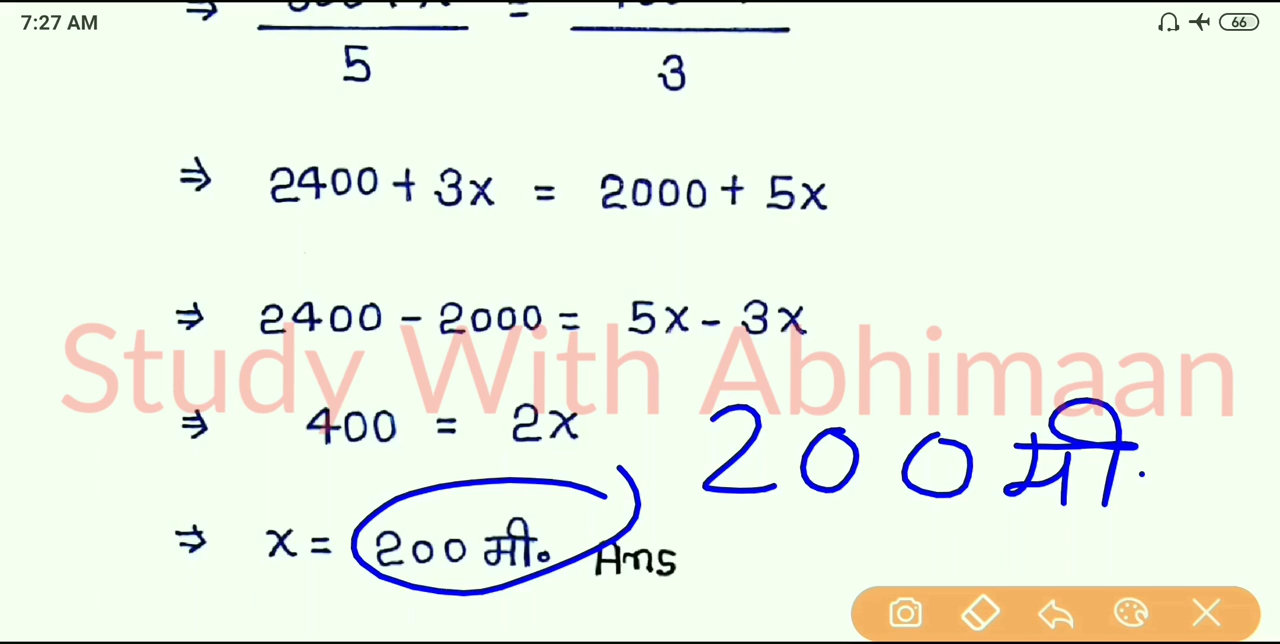 7:27 AM 66
⇒ =
5 3
⇒ 2400 + 3x = 2000 + 5x
⇒ 2400 - 2000 = 5x - 3x
Study With Abhimaan
⇒ 400 = 2x
200 मी.
⇒ x = 200 मी. Ans